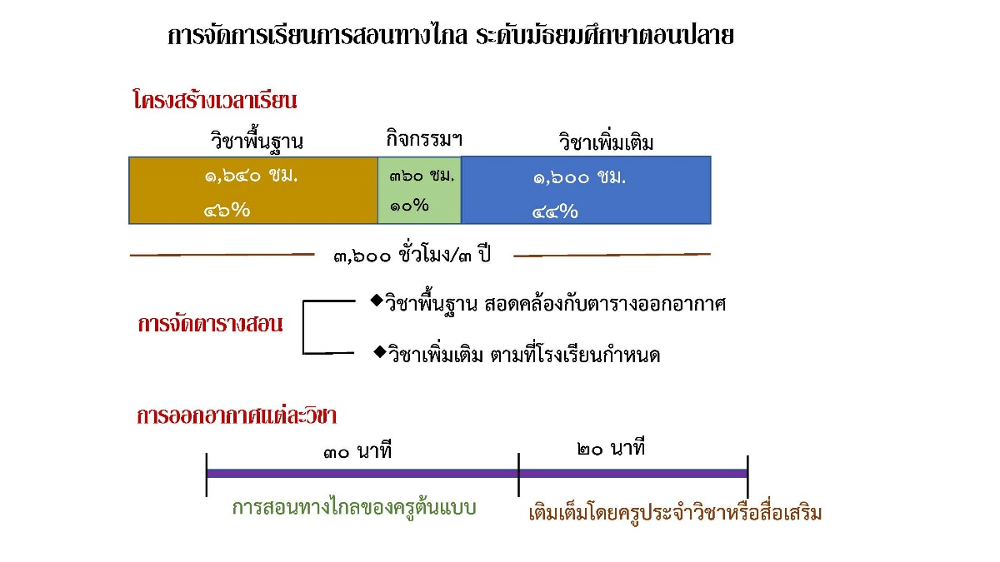 การจัดการเรียนการสอนทางไกล ระดับมัธยมศึกษาตอนปลาย
โครงสร้างเวลาเรียน
วิชาพื้นฐาน กิจกรรมฯ วิชาเพิ่มเติม
๑,๖๔๐ ชม. ๓๖๐ ชม. ๑,๖๐๐ ชม.
๔๖% ๑๐% ๔๔%
๓,๖๐๐ ชั่วโมง/๓ ปี
◆วิชาพื้นฐาน สอดคล้องกับตารางออกอากาศ
การจัดตารางสอน
◆วิชาเพิ่มเติม ตามที่โรงเรียนกำหนด
การออกอากาศแต่ละวิชา
๓๐ นาที ๒๐ นาที
การสอนทางไกลของครูต้นแบบ เติมเต็มโดยครูประจำวิชาหรือสื่อเสริม